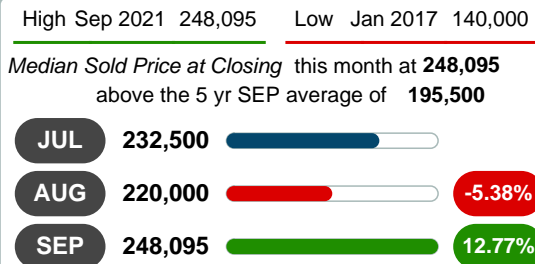 High Sep 2021 248,095 Low Jan 2017 140,000
Median Sold Price at Closing this month at 248,095
above the 5 yr SEP average of 195,500
JUL 232,500
AUG 220,000 -5.38%
SEP 248,095 12.77%